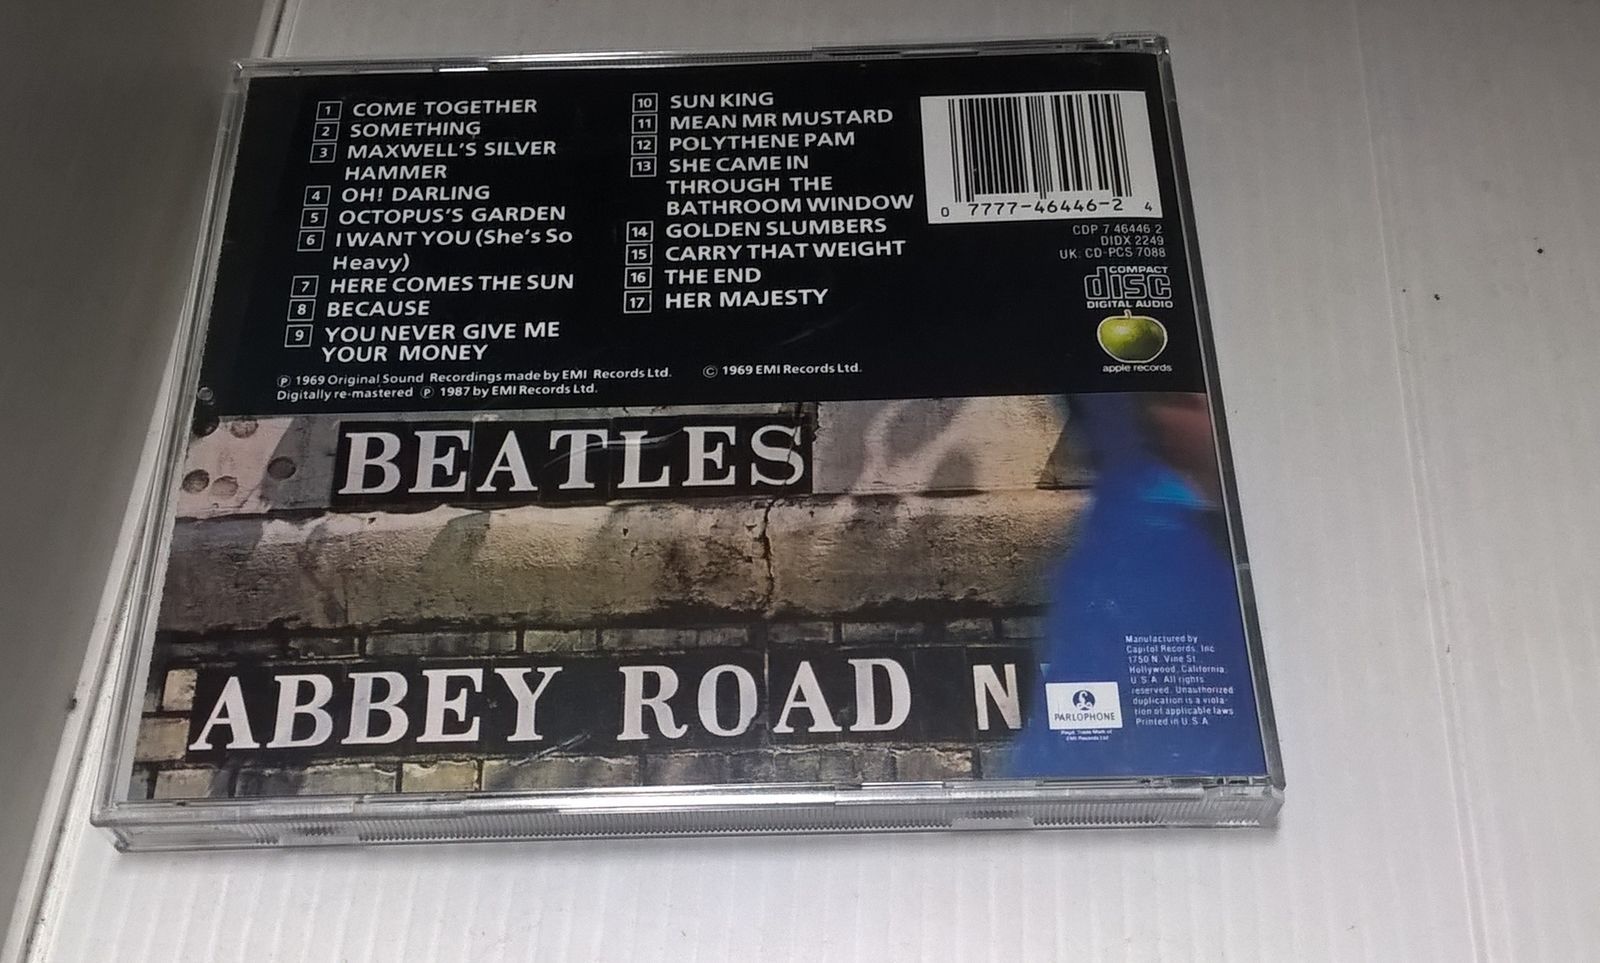 1 COME TOGETHER
2 SOMETHING
3 MAXWELL'S SILVER
HAMMER
4 OH! DARLING
5 OCTOPUS'S GARDEN
6 I WANT YOU (She's So
Heavy)
7 HERE COMES THE SUN
8 BECAUSE
9 YOU NEVER GIVE ME
YOUR MONEY
10 SUN KING
11 MEAN MR MUSTARD
12 POLYTHENE PAM
13 SHE CAME IN
THROUGH THE
BATHROOM WINDOW
14 GOLDEN SLUMBERS
15 CARRY THAT WEIGHT
16 THE END
17 HER MAJESTY
0 7777-46446-2 4
CDP 7 46446 2
DIDX 2249
UK: CD-PCS 7088
COMPACT
disc
DIGITAL AUDIO
apple records
℗ 1969 Original Sound Recordings made by EMI Records Ltd. © 1969 EMI Records Ltd.
Digitally re-mastered ℗ 1987 by EMI Records Ltd.
BEATLES
ABBEY ROAD N
£
PARLOPHONE
Regd. Trade Mark of
EMI Records Ltd
Manufactured by
Capitol Records, Inc
1750 N. Vine St.,
Hollywood, California,
U.S.A. All rights
reserved. Unauthorized
duplication is a viola-
tion of applicable laws
Printed in U.S.A.